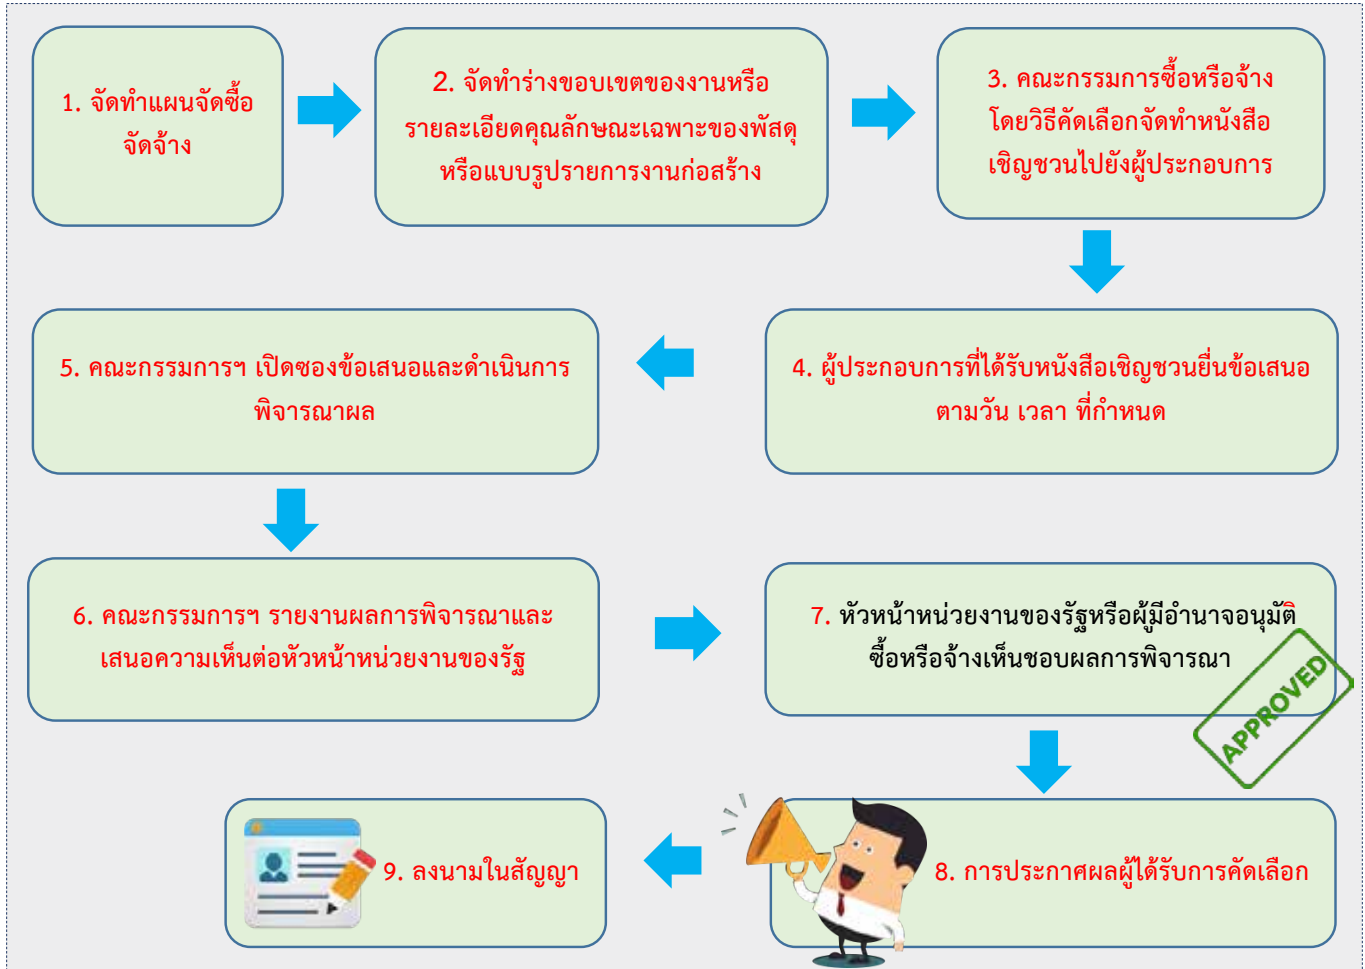 1. จัดทำแผนจัดซื้อ
จัดจ้าง
2. จัดทำร่างขอบเขตของงานหรือ
รายละเอียดคุณลักษณะเฉพาะของพัสดุ
หรือแบบรูปรายการงานก่อสร้าง
3. คณะกรรมการซื้อหรือจ้าง
โดยวิธีคัดเลือกจัดทำหนังสือ
เชิญชวนไปยังผู้ประกอบการ
4. ผู้ประกอบการที่ได้รับหนังสือเชิญชวนยื่นข้อเสนอ
ตามวัน เวลา ที่กำหนด
5. คณะกรรมการฯ เปิดซองข้อเสนอและดำเนินการ
พิจารณาผล
6. คณะกรรมการฯ รายงานผลการพิจารณาและ
เสนอความเห็นต่อหัวหน้าหน่วยงานของรัฐ
7. หัวหน้าหน่วยงานของรัฐหรือผู้มีอำนาจอนุมัติ
ซื้อหรือจ้างเห็นชอบผลการพิจารณา
APPROVED
8. การประกาศผลผู้ได้รับการคัดเลือก
9. ลงนามในสัญญา